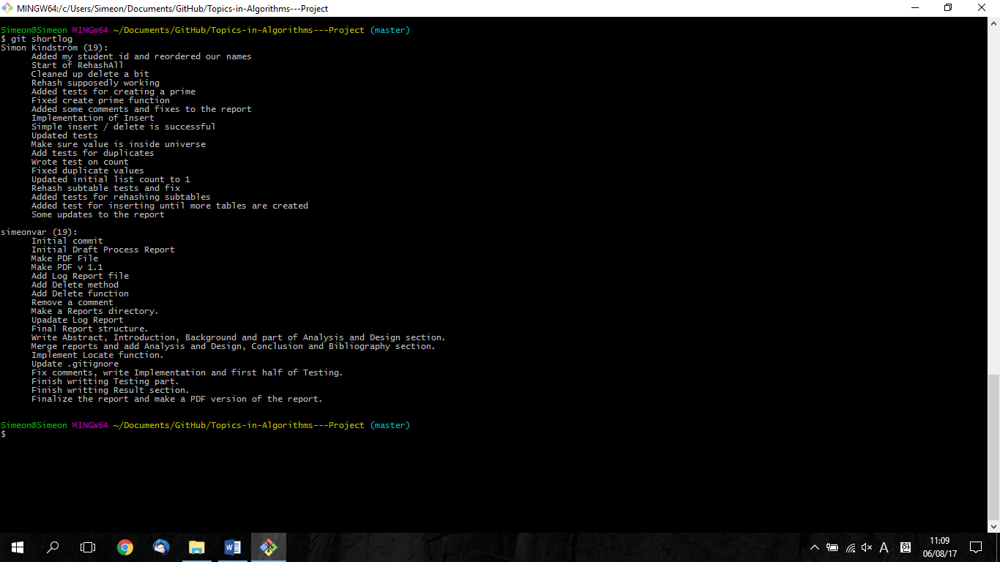 MINGW64:/c/Users/Simeon/Documents/GitHub/Topics-in-Algorithms---Project
Simeon@Simeon MINGW64 ~/Documents/GitHub/Topics-in-Algorithms---Project (master)
$ git shortlog
Simon Kindström (19):
Added my student id and reordered our names
Start of RehashAll
Cleaned up delete a bit
Rehash supposedly working
Added tests for creating a prime
Fixed create prime function
Added some comments and fixes to the report
Implementation of Insert
Simple insert / delete is successful
Updated tests
Make sure value is inside universe
Add tests for duplicates
Wrote test on count
Fixed duplicate values
Updated initial list count to 1
Rehash subtable tests and fix
Added tests for rehashing subtables
Added test for inserting until more tables are created
Some updates to the report
simeonvar (19):
Initial commit
Initial Draft Process Report
Make PDF File
Make PDF v 1.1
Add Log Report file
Add Delete method
Add Delete function
Remove a comment
Make a Reports directory.
Upadate Log Report
Final Report structure.
Write Abstract, Introduction, Background and part of Analysis and Design section.
Merge reports and add Analysis and Design, Conclusion and Bibliography section.
Implement Locate function.
Update .gitignore
Fix comments, write Implementation and first half of Testing.
Finish writting Testing part.
Finish writting Result section.
Finalize the report and make a PDF version of the report.
Simeon@Simeon MINGW64 ~/Documents/GitHub/Topics-in-Algorithms---Project (master)
$
A 한 11:09
06/08/17